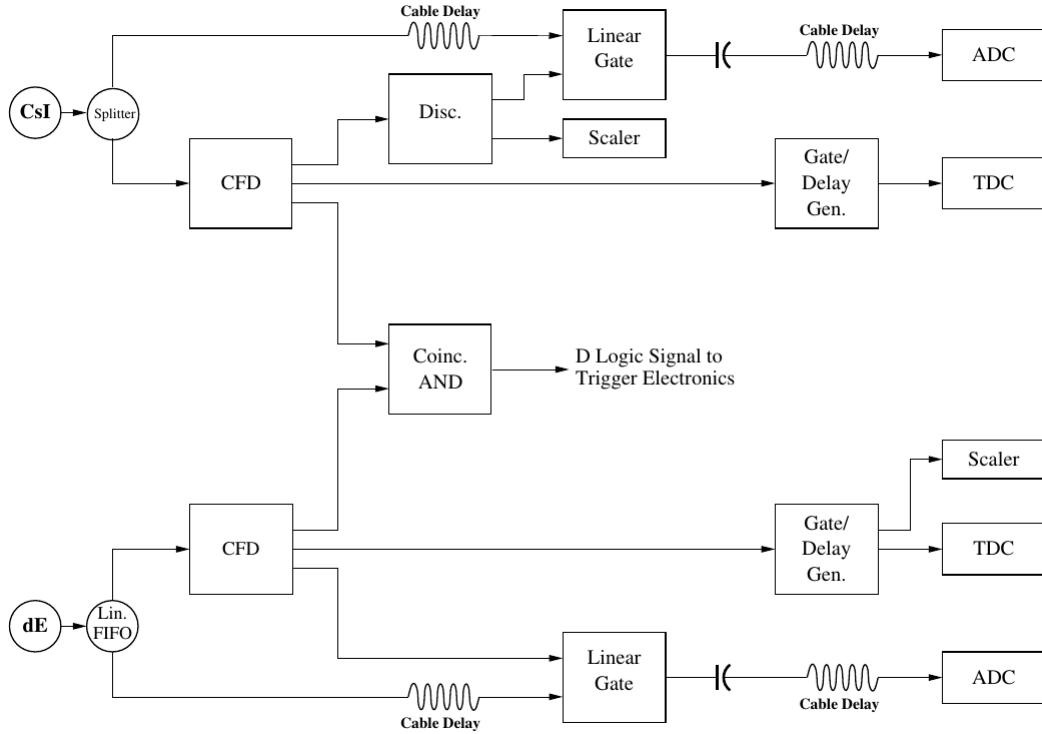 Cable Delay
Linear
Gate
Cable Delay
ADC
CsI
Splitter
Disc.
Scaler
CFD
Gate/
Delay
Gen.
TDC
Coinc.
AND
D Logic Signal to
Trigger Electronics
Scaler
CFD
Gate/
Delay
Gen.
TDC
dE
Lin.
FIFO
Linear
Gate
ADC
Cable Delay
Cable Delay